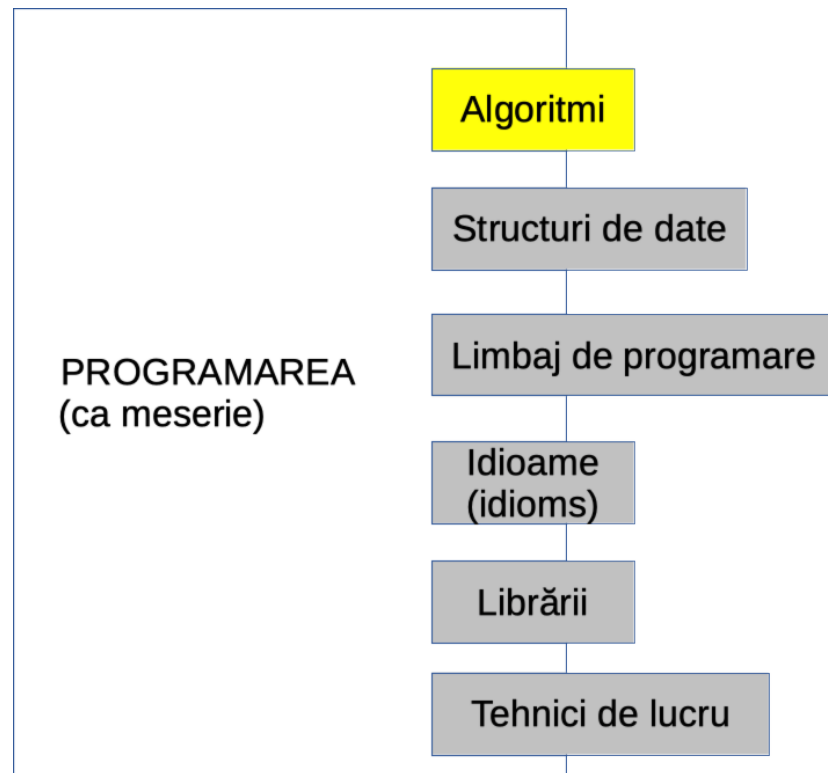 Algoritmi
Structuri de date
Limbaj de programare
PROGRAMAREA
(ca meserie)
Idioame
(idioms)
Librării
Tehnici de lucru